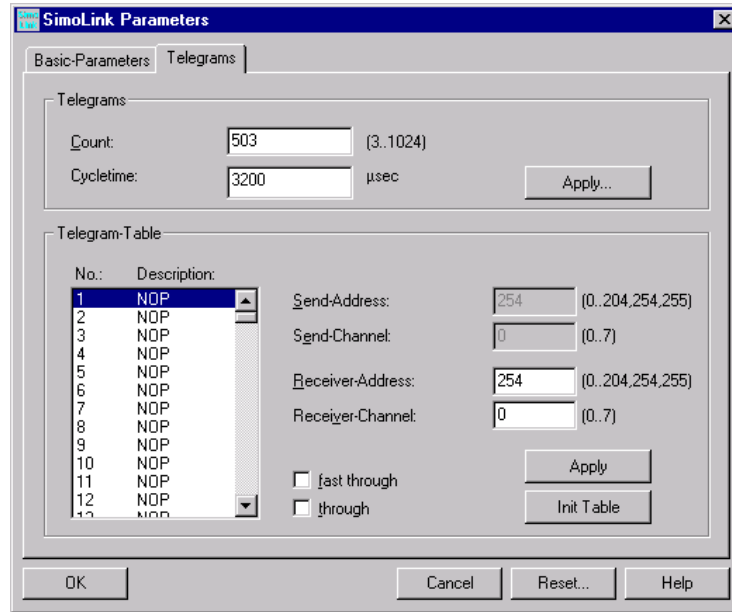 SimoLink Parameters
Basic-Parameters
Telegrams
Telegrams
Count:
503
(3..1024)
Cycletime:
3200
µsec
Apply...
Telegram-Table
No.:
Description:
1 NOP
2 NOP
3 NOP
4 NOP
5 NOP
6 NOP
7 NOP
8 NOP
9 NOP
10 NOP
11 NOP
12 NOP
Send-Address:
254
(0..204,254,255)
Send-Channel:
0
(0..7)
Receiver-Address:
254
(0..204,254,255)
Receiver-Channel:
0
(0..7)
fast through
through
Apply
Init Table
OK
Cancel
Reset...
Help